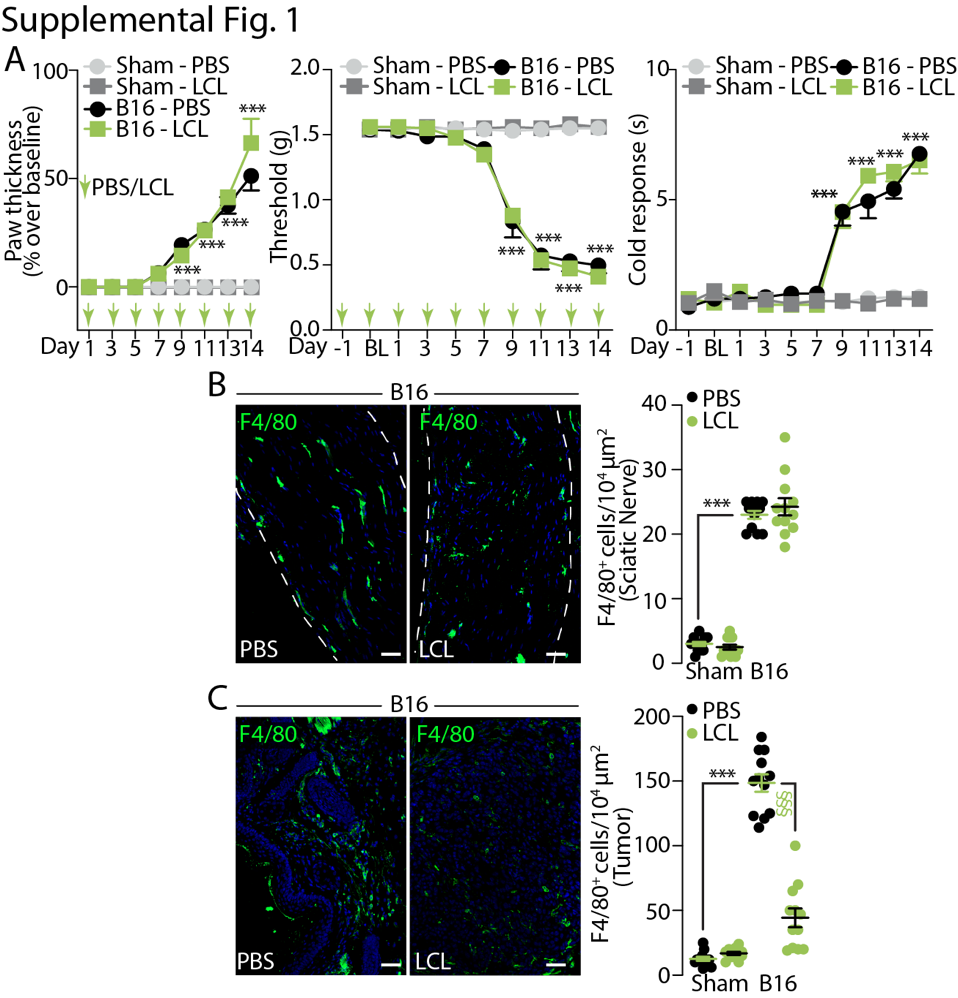 Supplemental Fig. 1
A
Paw thickness
(% over baseline)
100
50
0
Sham - PBS
Sham - LCL
B16 - PBS
B16 - LCL
PBS/LCL
***
***
***
***
***
Day 1 3 5 7 9 11 13 14
Threshold (g)
2.0
1.5
1.0
0.5
0.0
Sham - PBS B16 - PBS
Sham - LCL B16 - LCL
***
***
***
***
Day -1 BL 1 3 5 7 9 11 13 14
Cold response (s)
10
5
0
Sham - PBS B16 - PBS
Sham - LCL B16 - LCL
***
***
***
***
Day -1 BL 1 3 5 7 9 11 13 14
B
B16
F4/80
PBS
F4/80
LCL
F4/80⁺ cells/10⁴ µm²
(Sciatic Nerve)
40
30
20
10
0
PBS
LCL
***
Sham B16
C
B16
F4/80
PBS
F4/80
LCL
F4/80⁺ cells/10⁴ µm²
(Tumor)
200
150
100
50
0
PBS
LCL
***
§§§
Sham B16